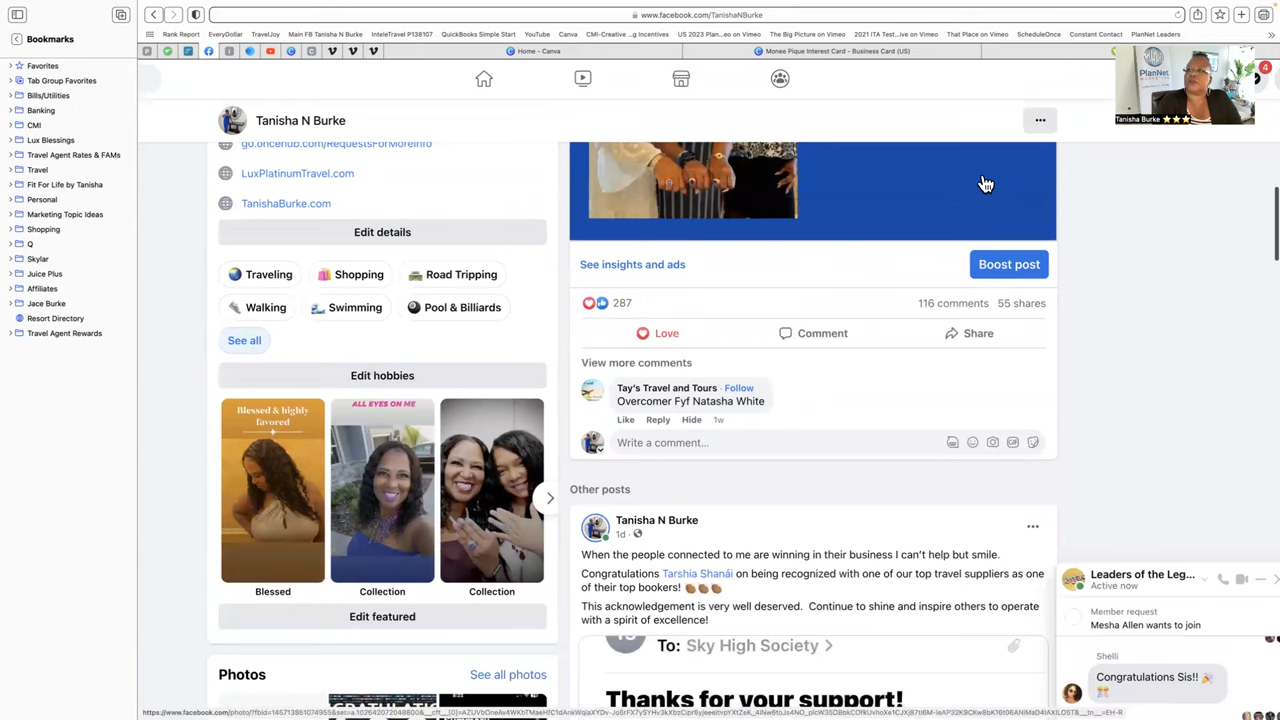 www.facebook.com/TanishaNBurke
Bookmarks
Rank Report
EveryDollar
TravelJoy
Main FB Tanisha N Burke
InteleTravel P138107
QuickBooks Simple Start
YouTube
Canva
CMI-Creative ...g Incentives
US 2023 Plan...eo on Vimeo
The Big Picture on Vimeo
2021 ITA Test...ive on Vimeo
That Place on Vimeo
ScheduleOnce
Constant Contact
PlanNet Leaders
Home - Canva
Monee Pique Interest Card - Business Card (US)
Favorites
Tab Group Favorites
Bills/Utilities
Banking
CMI
Lux Blessings
Travel Agent Rates & FAMs
Travel
Fit For Life by Tanisha
Personal
Marketing Topic Ideas
Shopping
Q
Skylar
Juice Plus
Affiliates
Jace Burke
Resort Directory
Travel Agent Rewards
PlanNet
Tanisha Burke
4
Tanisha N Burke
go.oncehub.com/RequestsForMoreInfo
LuxPlatinumTravel.com
TanishaBurke.com
Edit details
Traveling
Shopping
Road Tripping
Walking
Swimming
Pool & Billiards
See all
Edit hobbies
Blessed & highly
favored
ALL EYES ON ME
Blessed
Collection
Collection
Edit featured
Photos
See all photos
See insights and ads
Boost post
287
116 comments
55 shares
Love
Comment
Share
View more comments
Tay's Travel and Tours · Follow
Overcomer Fyf Natasha White
Like Reply Hide 1w
Write a comment...
Other posts
Tanisha N Burke
1d
When the people connected to me are winning in their business I can't help but smile.
Congratulations Tarshia Shanái on being recognized with one of our top travel suppliers as one
of their top bookers! 👏🏾👏🏾👏🏾
This acknowledgement is very well deserved. Continue to shine and inspire others to operate
with a spirit of excellence!
To: Sky High Society >
Thanks for your support!
Leaders of the Leg...
Active now
Member request
Mesha Allen wants to join
Shelli
Congratulations Sis!! 🎉